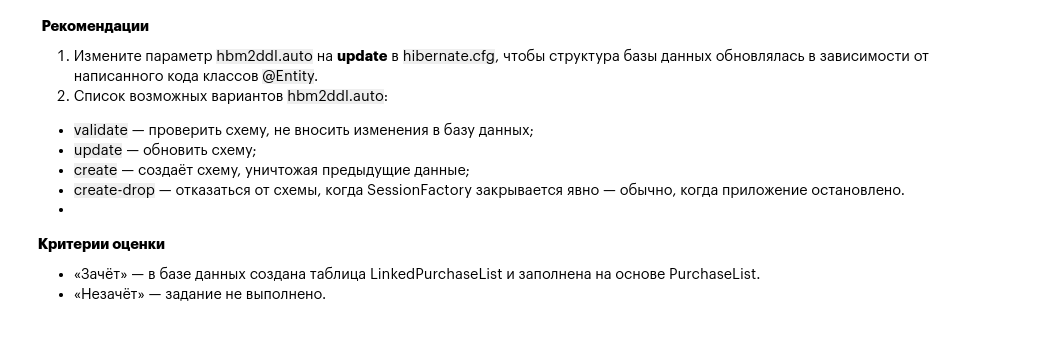 Рекомендации
1. Измените параметр hbm2ddl.auto на update в hibernate.cfg, чтобы структура базы данных обновлялась в зависимости от
написанного кода классов @Entity.
2. Список возможных вариантов hbm2ddl.auto:
• validate — проверить схему, не вносить изменения в базу данных;
• update — обновить схему;
• create — создаёт схему, уничтожая предыдущие данные;
• create-drop — отказаться от схемы, когда SessionFactory закрывается явно — обычно, когда приложение остановлено.
•
Критерии оценки
• «Зачёт» — в базе данных создана таблица LinkedPurchaseList и заполнена на основе PurchaseList.
• «Незачёт» — задание не выполнено.